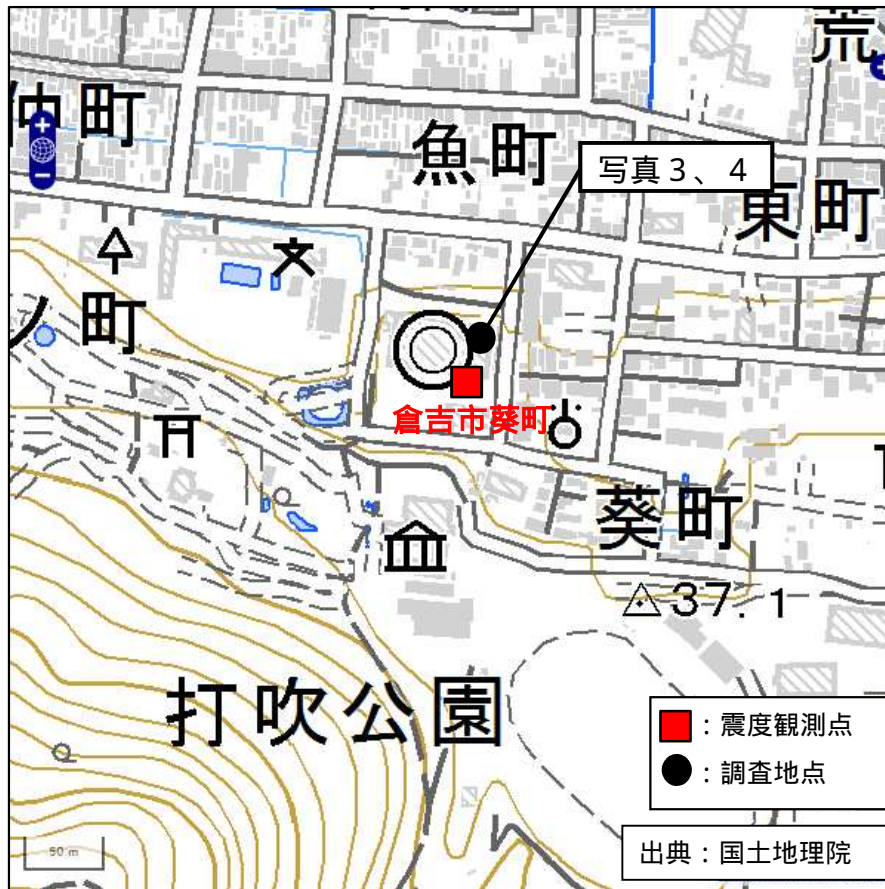 荒
仲町
魚町
写真３、４
東町
町
倉吉市葵町
葵町
37.1
打吹公園
：震度観測点
：調査地点
90 m
出典：国土地理院